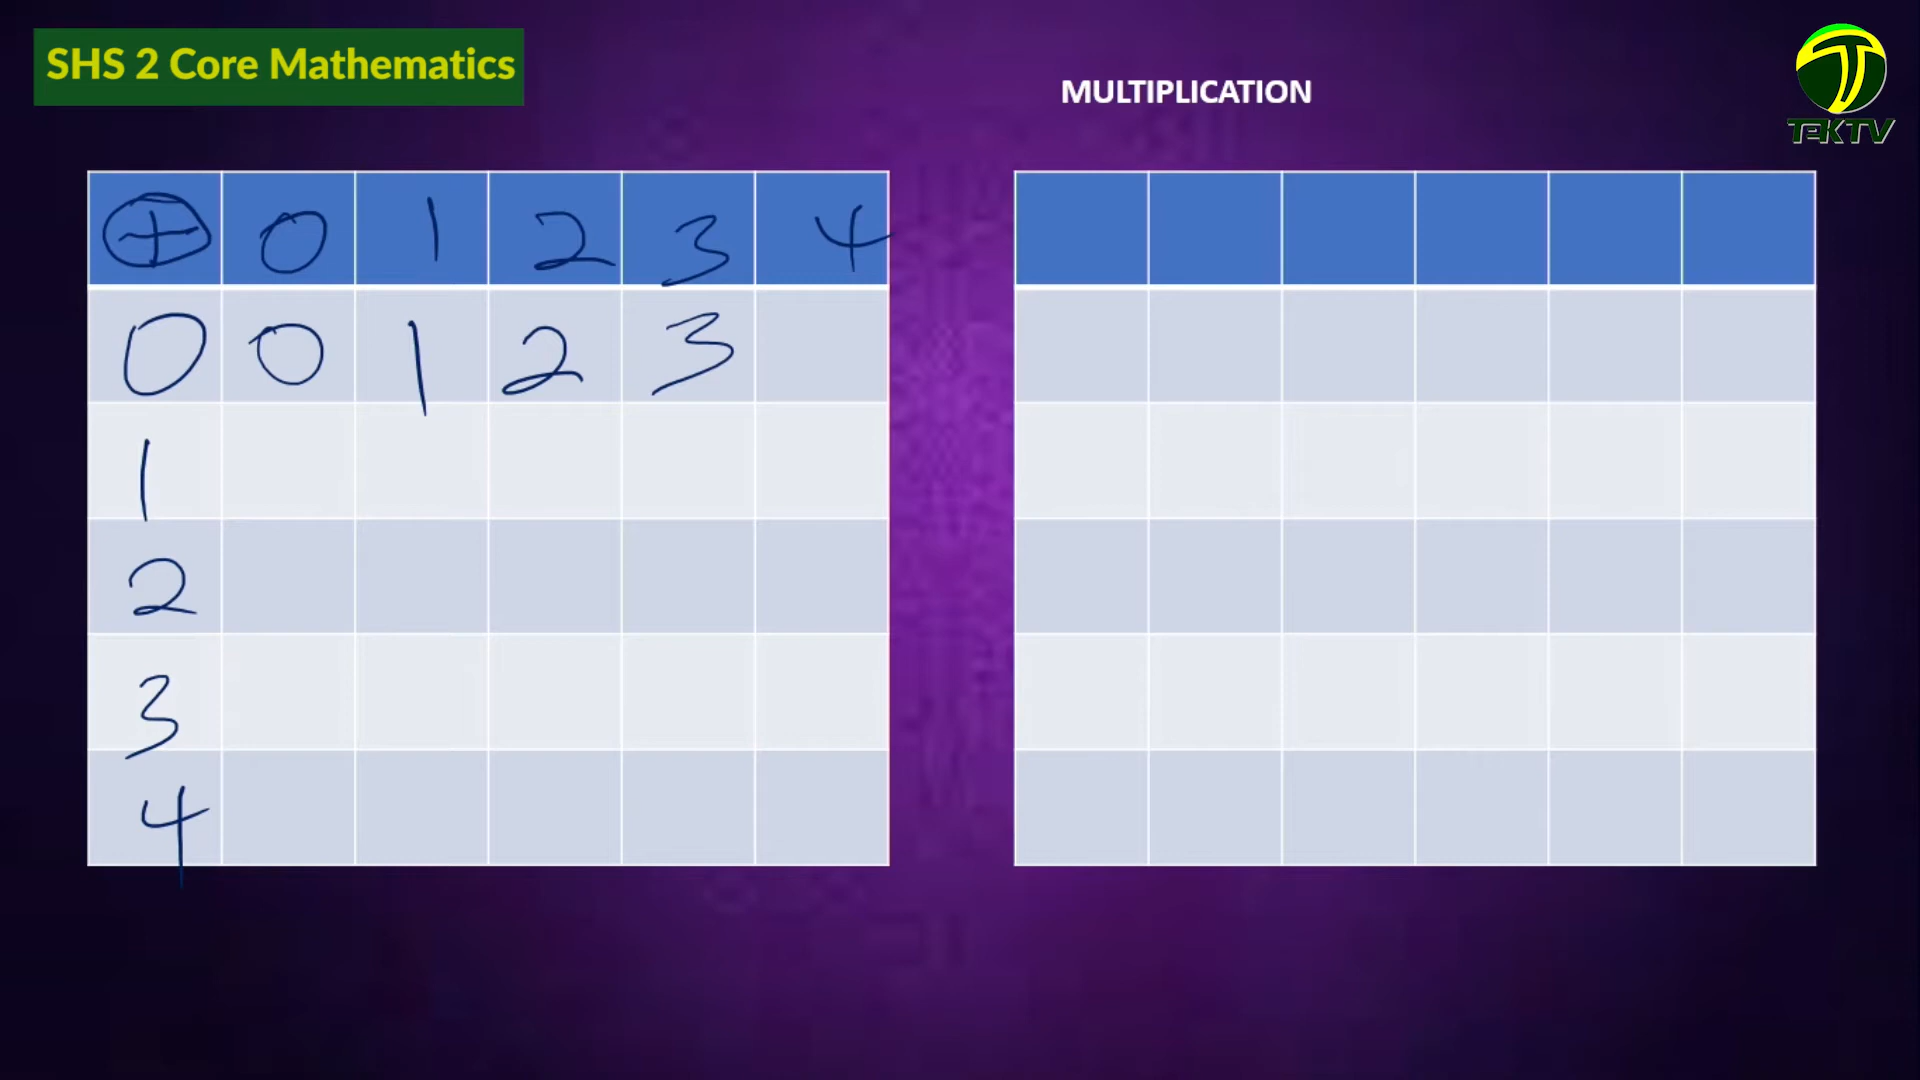 SHS 2 Core Mathematics
MULTIPLICATION
TEKTV
⊕ 0 1 2 3 4
0 0 1 2 3
1
2
3
4